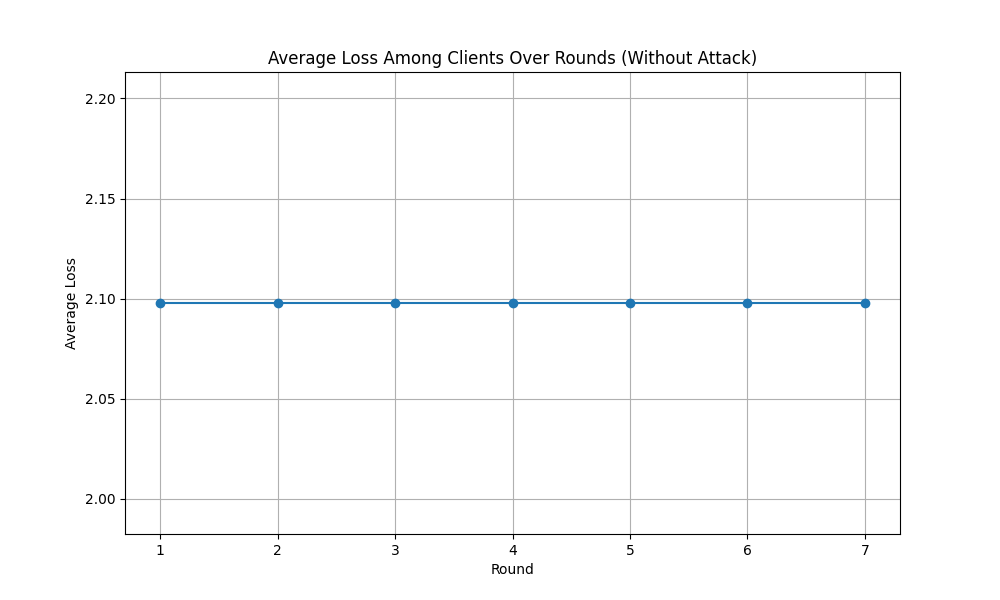 Average Loss Among Clients Over Rounds (Without Attack)
2.20
2.15
2.10
2.05
2.00
Average Loss
1 2 3 4 5 6 7
Round